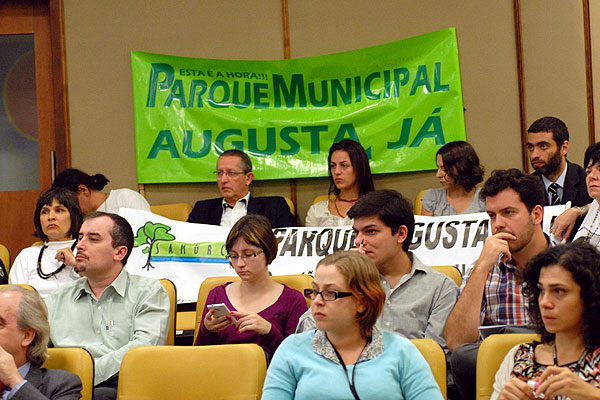 ESTA É A HORA!!!
PARQUE MUNICIPAL
AUGUSTA, JÁ
PARQUE AUGUSTA